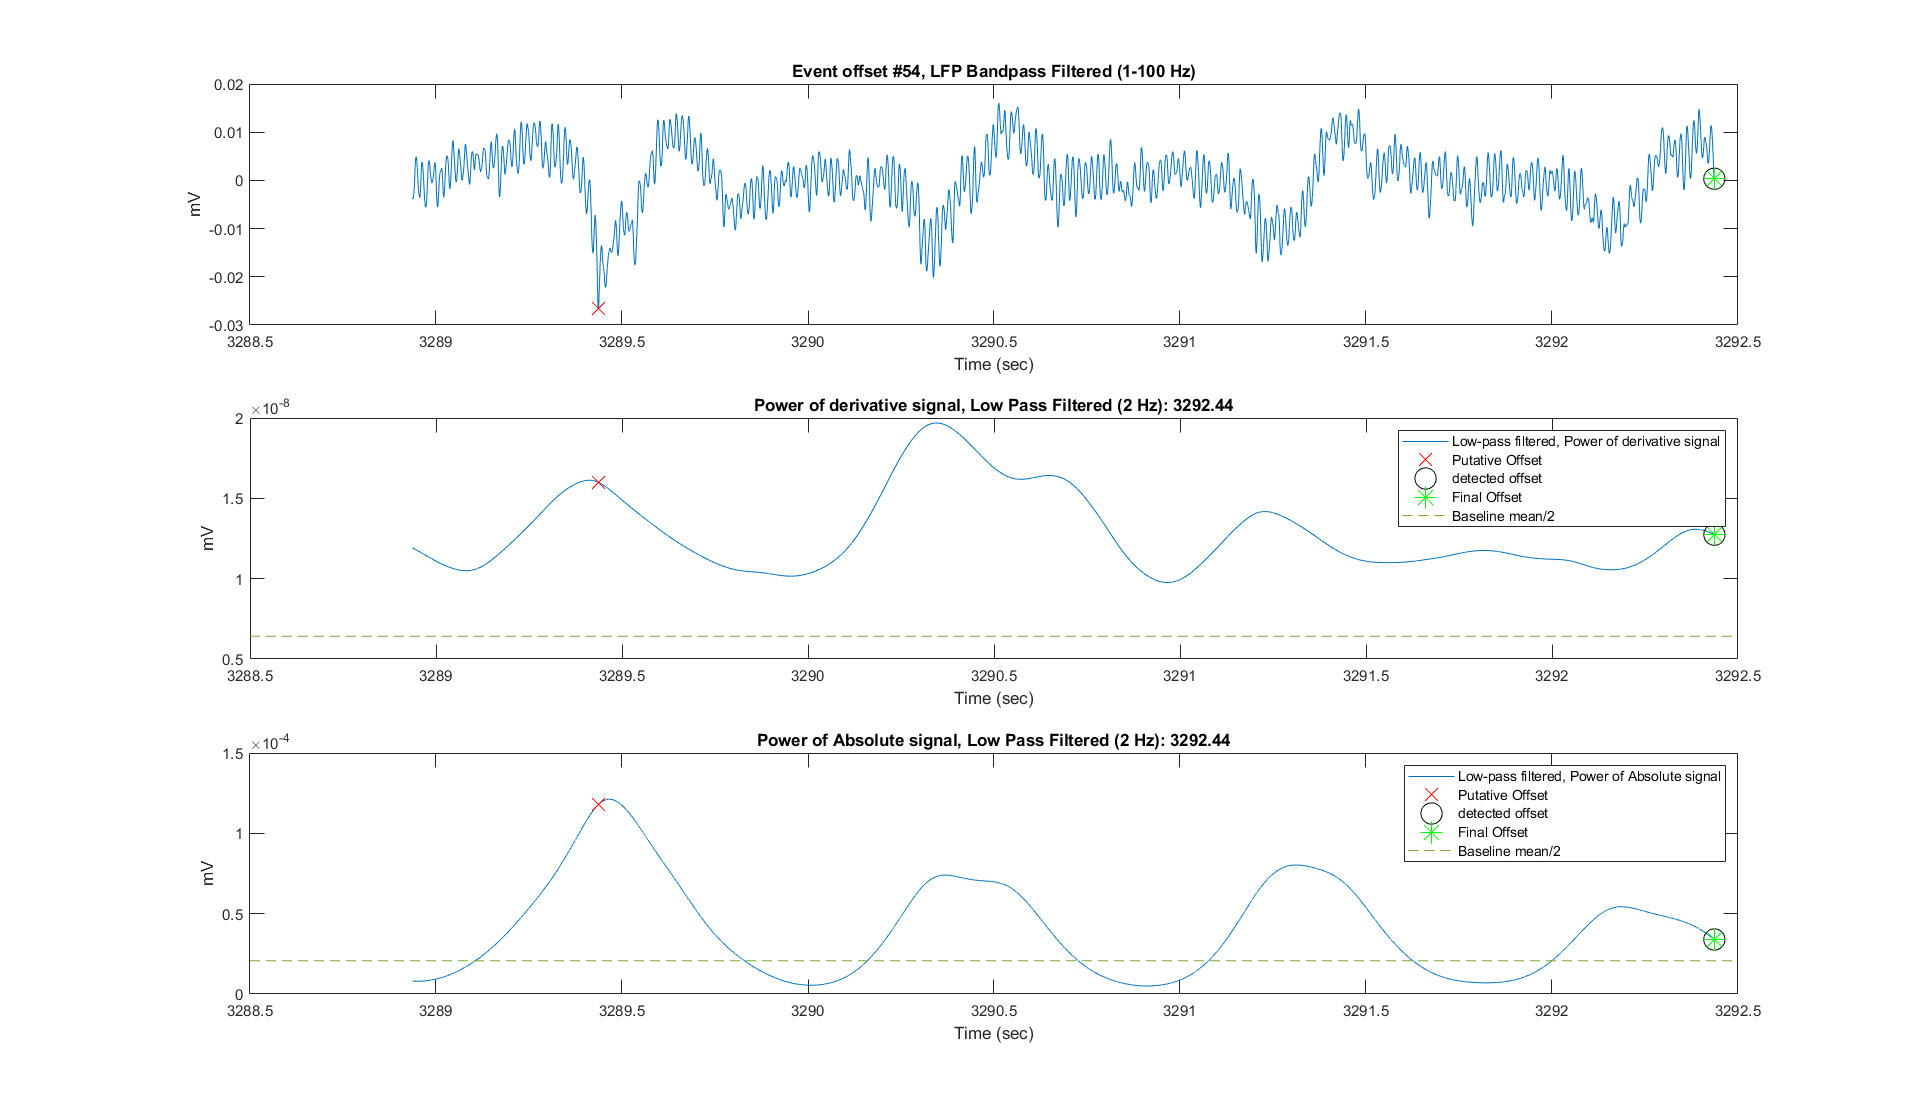 Event offset #54, LFP Bandpass Filtered (1-100 Hz)
0.02
0.01
0
-0.01
-0.02
-0.03
mV
3288.5 3289 3289.5 3290 3290.5 3291 3291.5 3292 3292.5
Time (sec)
Power of derivative signal, Low Pass Filtered (2 Hz): 3292.44
×10-8
2
1.5
1
0.5
mV
Low-pass filtered, Power of derivative signal
Putative Offset
detected offset
Final Offset
Baseline mean/2
3288.5 3289 3289.5 3290 3290.5 3291 3291.5 3292 3292.5
Time (sec)
Power of Absolute signal, Low Pass Filtered (2 Hz): 3292.44
×10-4
1.5
1
0.5
0
mV
Low-pass filtered, Power of Absolute signal
Putative Offset
detected offset
Final Offset
Baseline mean/2
3288.5 3289 3289.5 3290 3290.5 3291 3291.5 3292 3292.5
Time (sec)